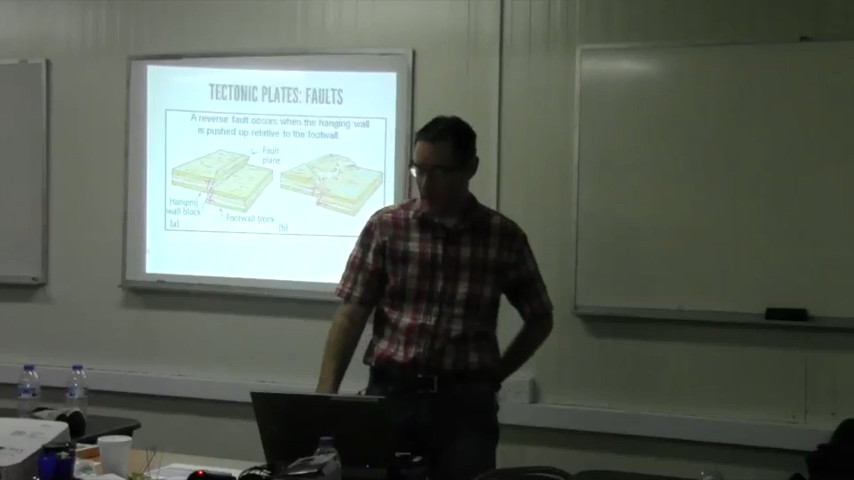 TECTONIC PLATES: FAULTS
A reverse fault occurs when the hanging wall
is pushed up relative to the footwall
Fault
plane
Hanging
wall block
Footwall block
(a)
(b)